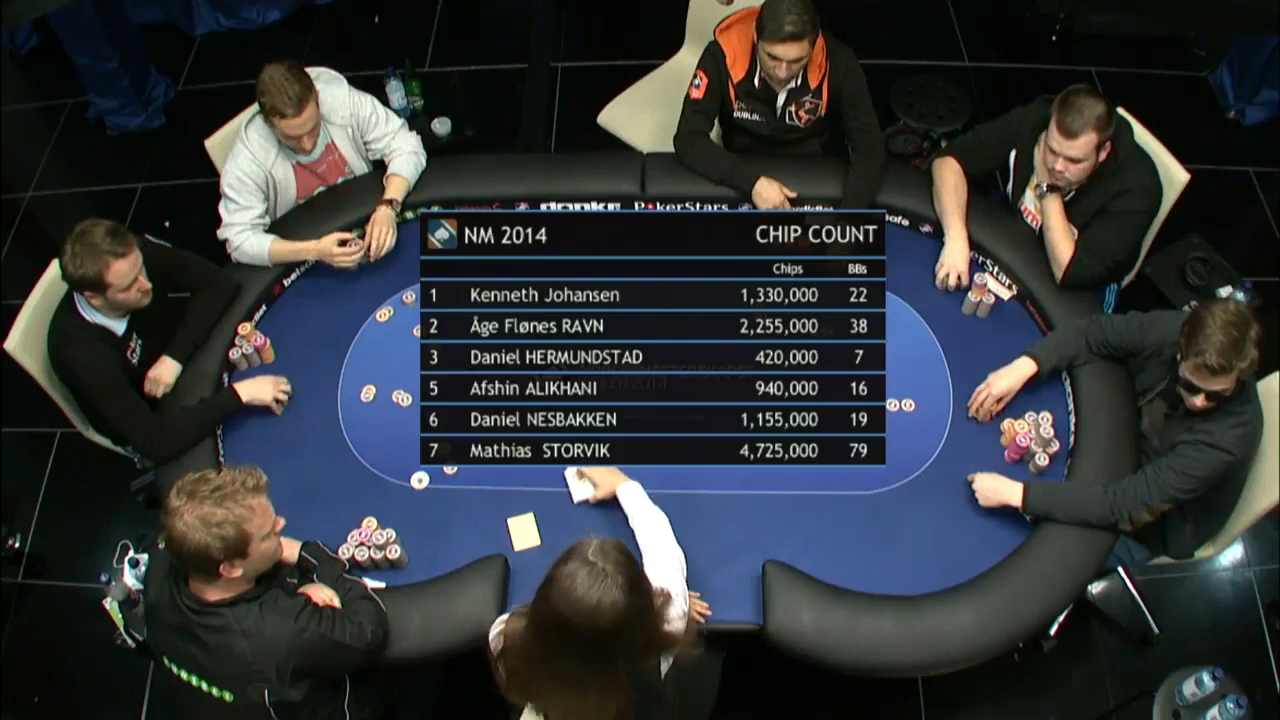 PokerStars
NM 2014 CHIP COUNT
Chips BBs
1 Kenneth Johansen 1,330,000 22
2 Åge Flønes RAVN 2,255,000 38
3 Daniel HERMUNDSTAD 420,000 7
5 Afshin ALIKHANI 940,000 16
6 Daniel NESBAKKEN 1,155,000 19
7 Mathias STORVIK 4,725,000 79